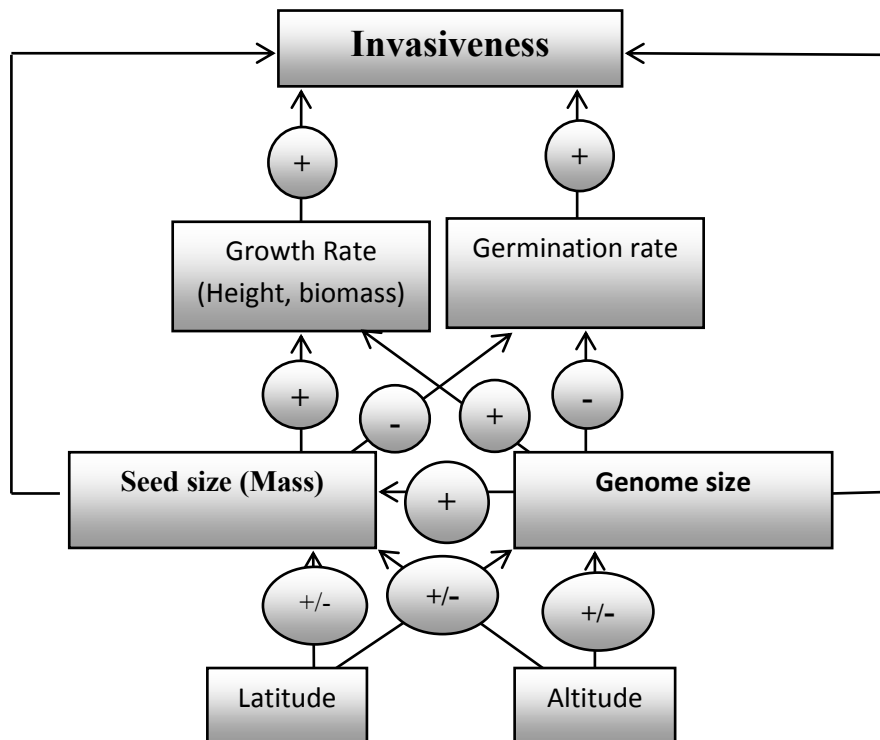 Invasiveness
+
+
Growth Rate
(Height, biomass)
Germination rate
+
-
+
-
Seed size (Mass)
+
Genome size
+/-
+/-
+/-
Latitude
Altitude